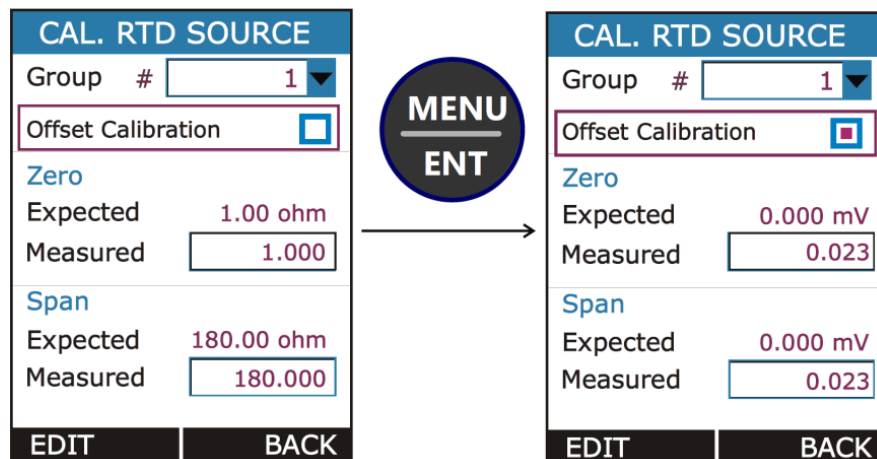 CAL. RTD SOURCE
Group # 1
Offset Calibration
Zero
Expected 1.00 ohm
Measured 1.000
Span
Expected 180.00 ohm
Measured 180.000
EDIT BACK
MENU
ENT
CAL. RTD SOURCE
Group # 1
Offset Calibration
Zero
Expected 0.000 mV
Measured 0.023
Span
Expected 0.000 mV
Measured 0.023
EDIT BACK